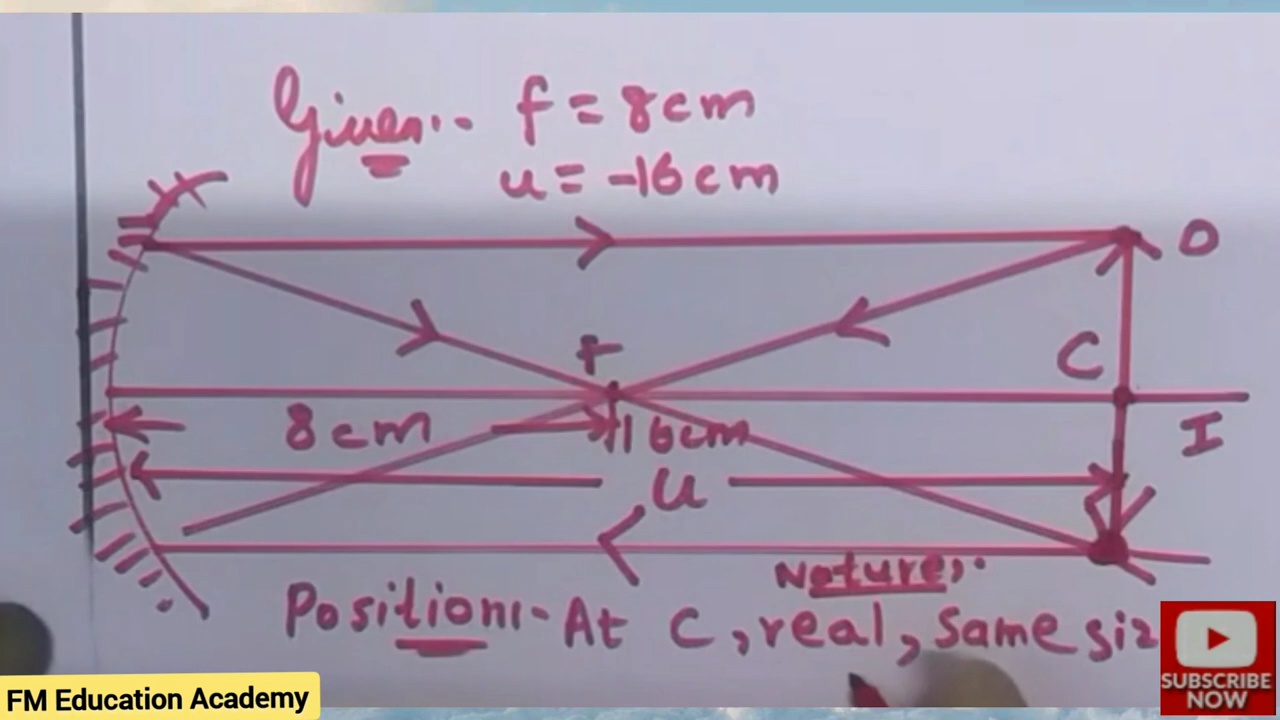 Given:- f = 8cm
u = -16cm
O
F
C
8cm
16cm
I
u
Nature:-
Position:- At C, real, Same siz
FM Education Academy
SUBSCRIBE
NOW